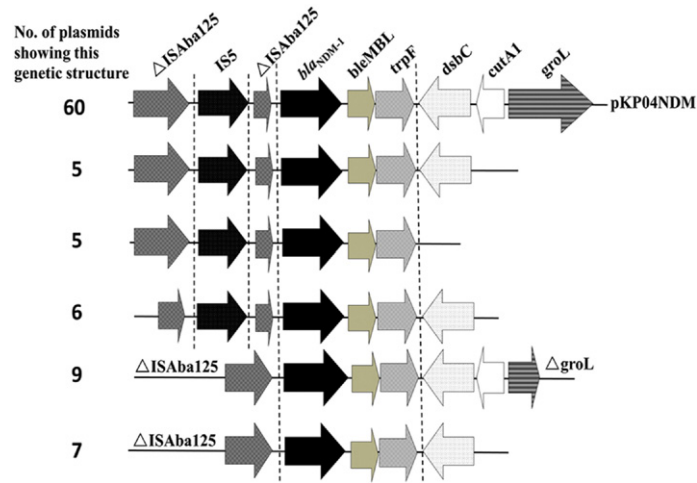 No. of plasmids
showing this
genetic structure
△ISAba125
IS5
△ISAba125
blaNDM-1
bleMBL
trpF
dsbC
cutA1
groL
60
pKP04NDM
5
5
6
9
△ISAba125
△groL
7
△ISAba125